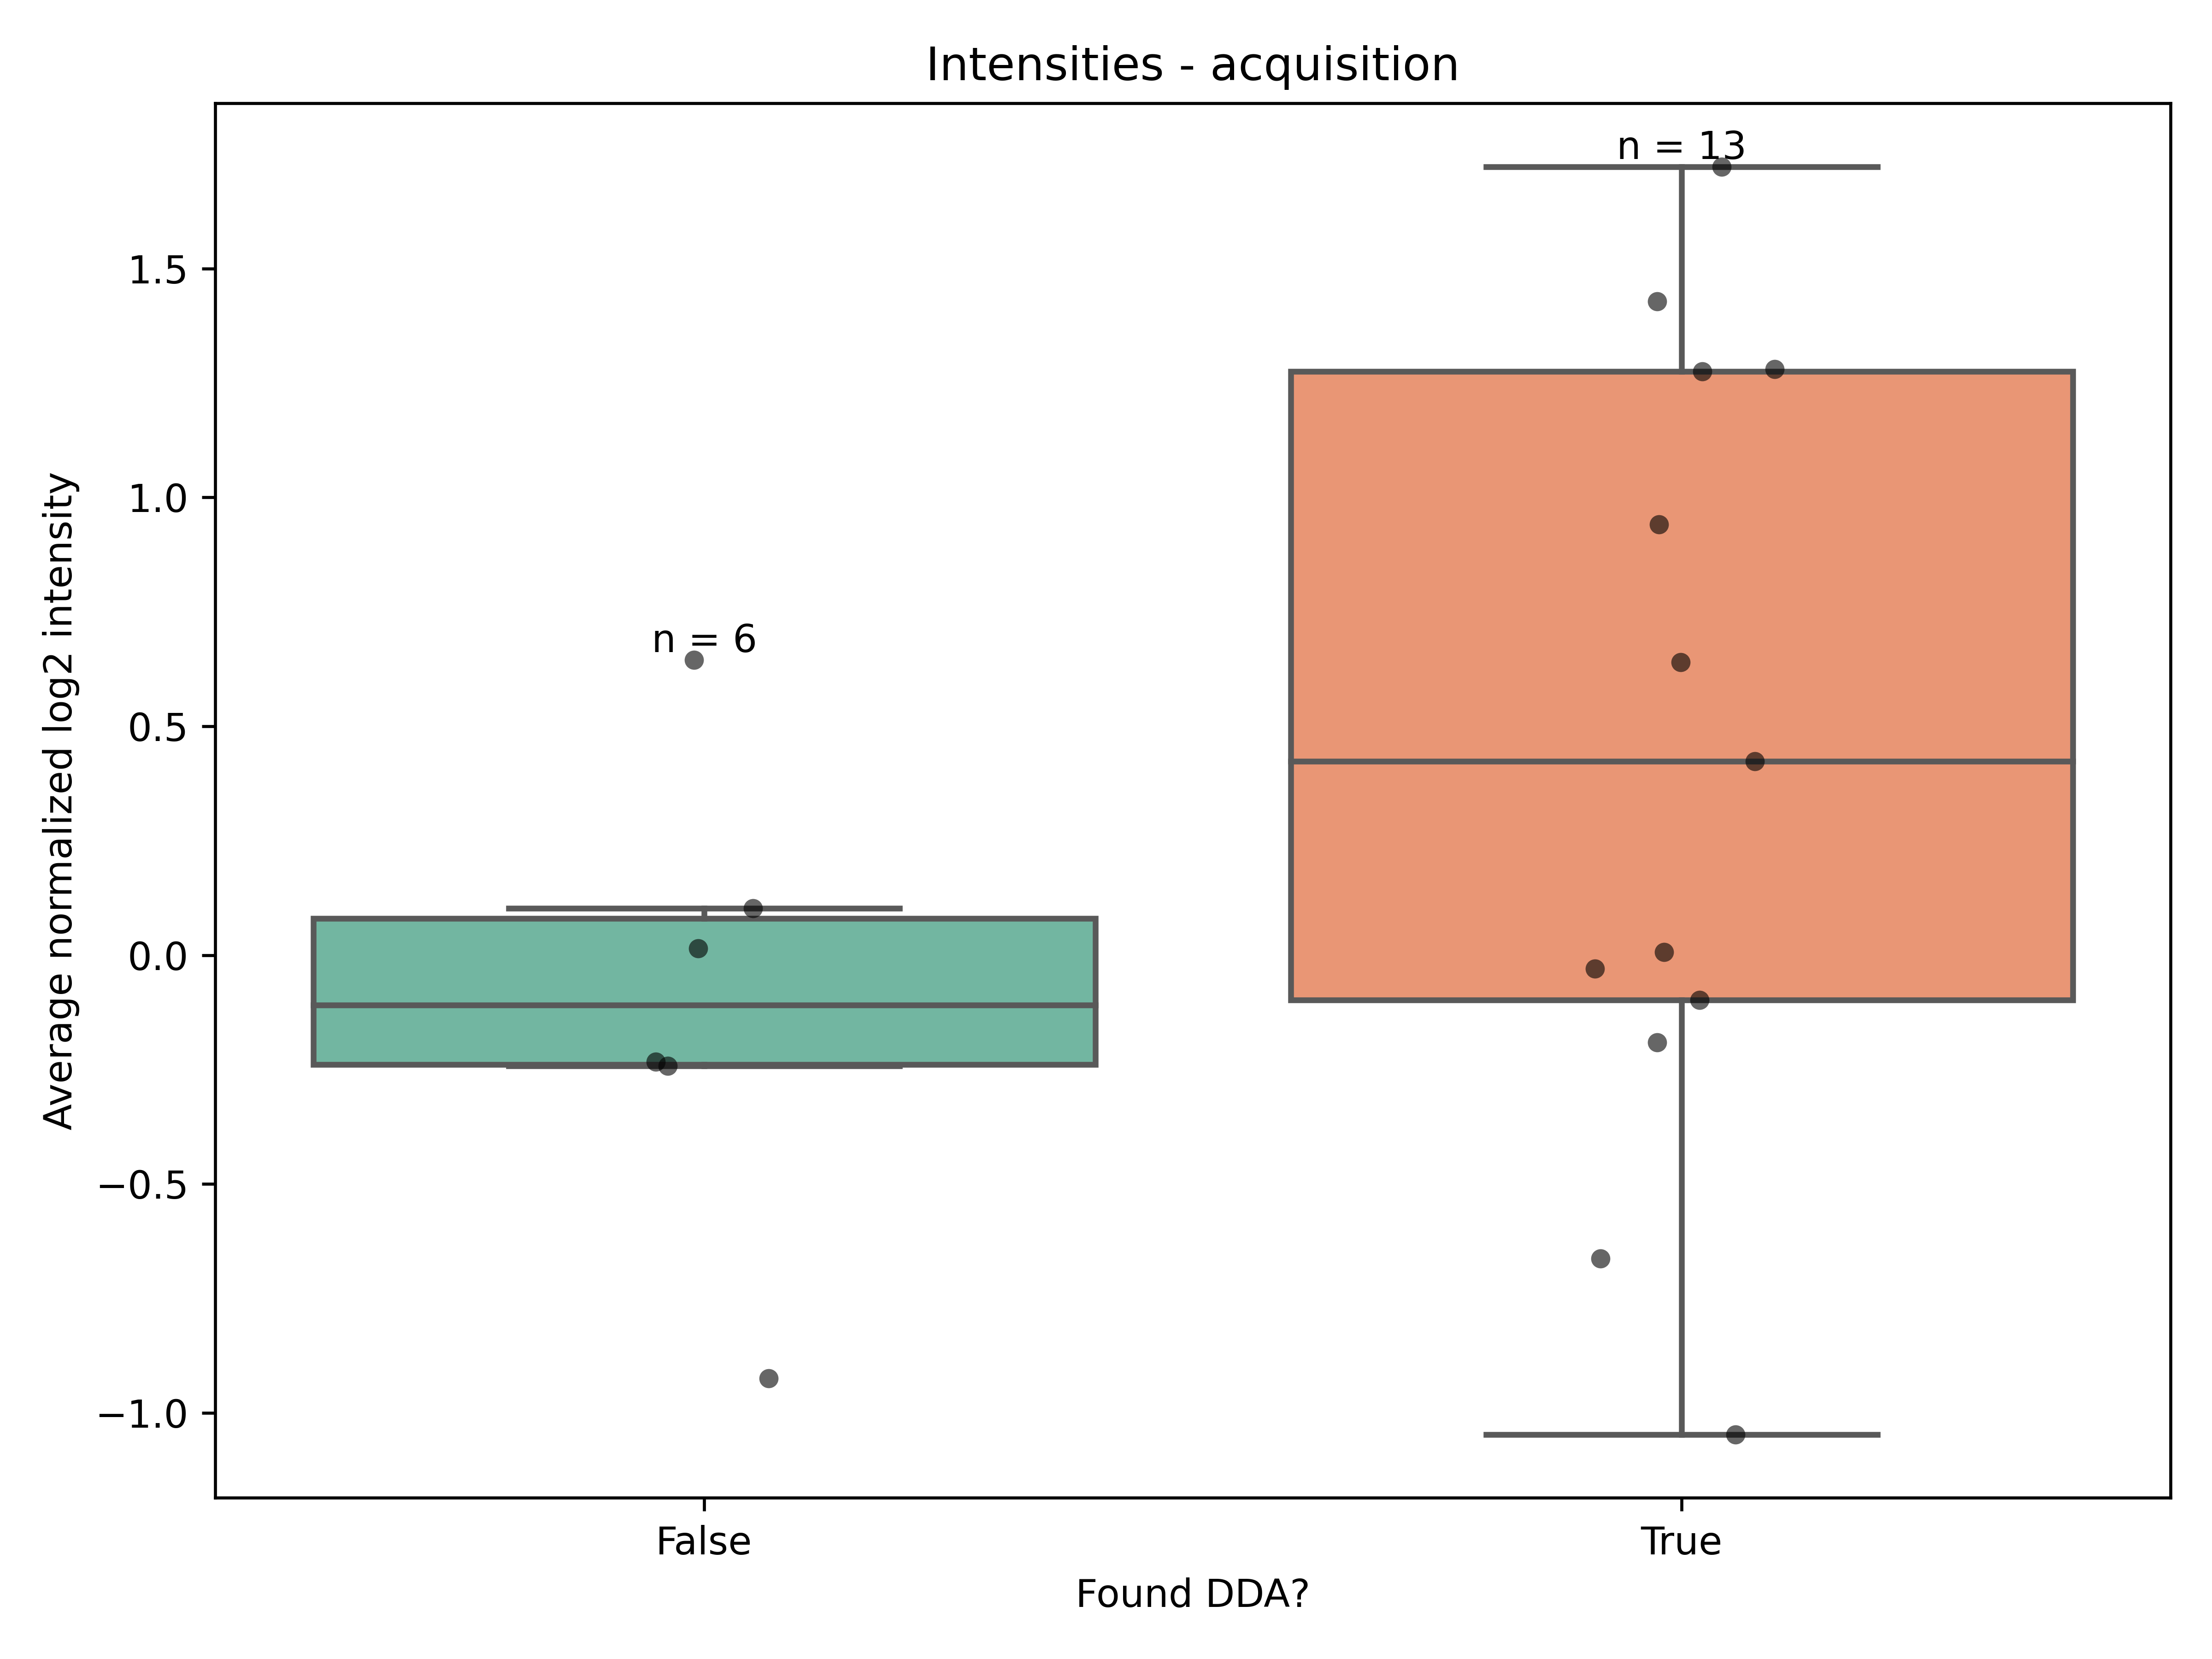 Intensities - acquisition
n = 13
n = 6
1.5
1.0
0.5
0.0
−0.5
−1.0
Average normalized log2 intensity
False
True
Found DDA?